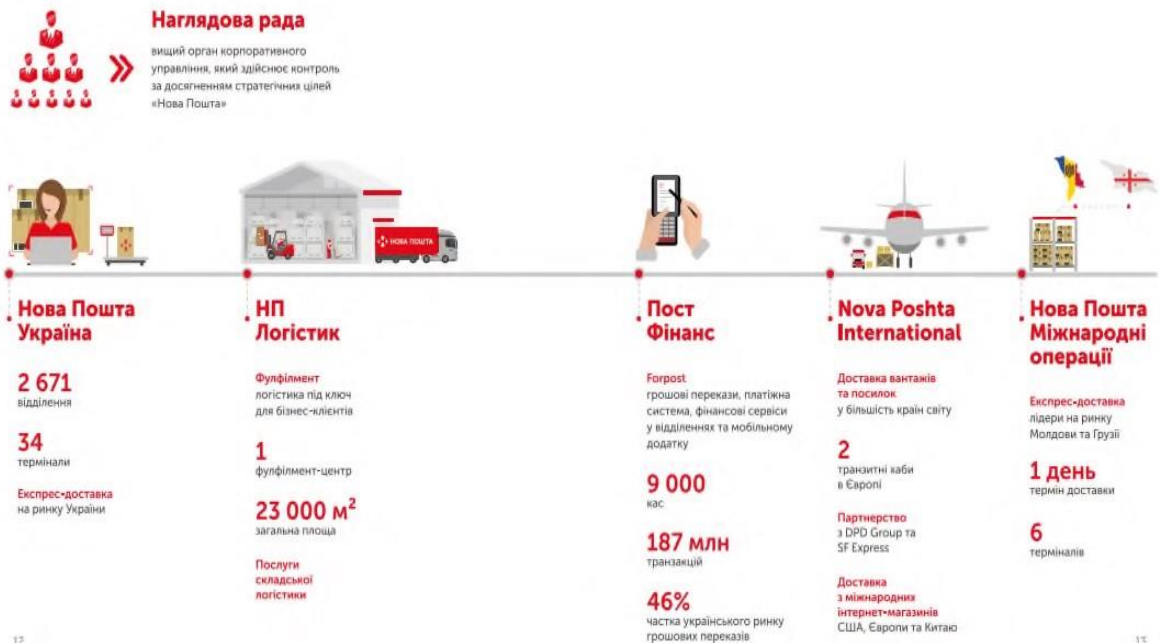 Наглядова рада
вищий орган корпоративного
управління, який здійснює контроль
за досягненням стратегічних цілей
«Нова Пошта»
НОВА ПОШТА
Нова Пошта
Україна
2 671
відділення
34
термінали
Експрес-доставка
на ринку України
НП
Логістик
Фулфілмент
логістика під ключ
для бізнес-клієнтів
1
фулфілмент-центр
23 000 м²
загальна площа
Послуги
складської
логістики
Пост
Фінанс
Forpost
грошові перекази, платіжна
система, фінансові сервіси
у відділеннях та мобільному
додатку
9 000
кас
187 млн
транзакцій
46%
частка українського ринку
грошових переказів
Nova Poshta
International
Доставка вантажів
та посилок
у більшість країн світу
2
транзитні хаби
в Європі
Партнерство
з DPD Group та
SF Express
Доставка
з міжнародних
інтернет-магазинів
США, Європи та Китаю
Нова Пошта
Міжнародні
операції
Експрес-доставка
лідери на ринку
Молдови та Грузії
1 день
термін доставки
6
терміналів
12
13